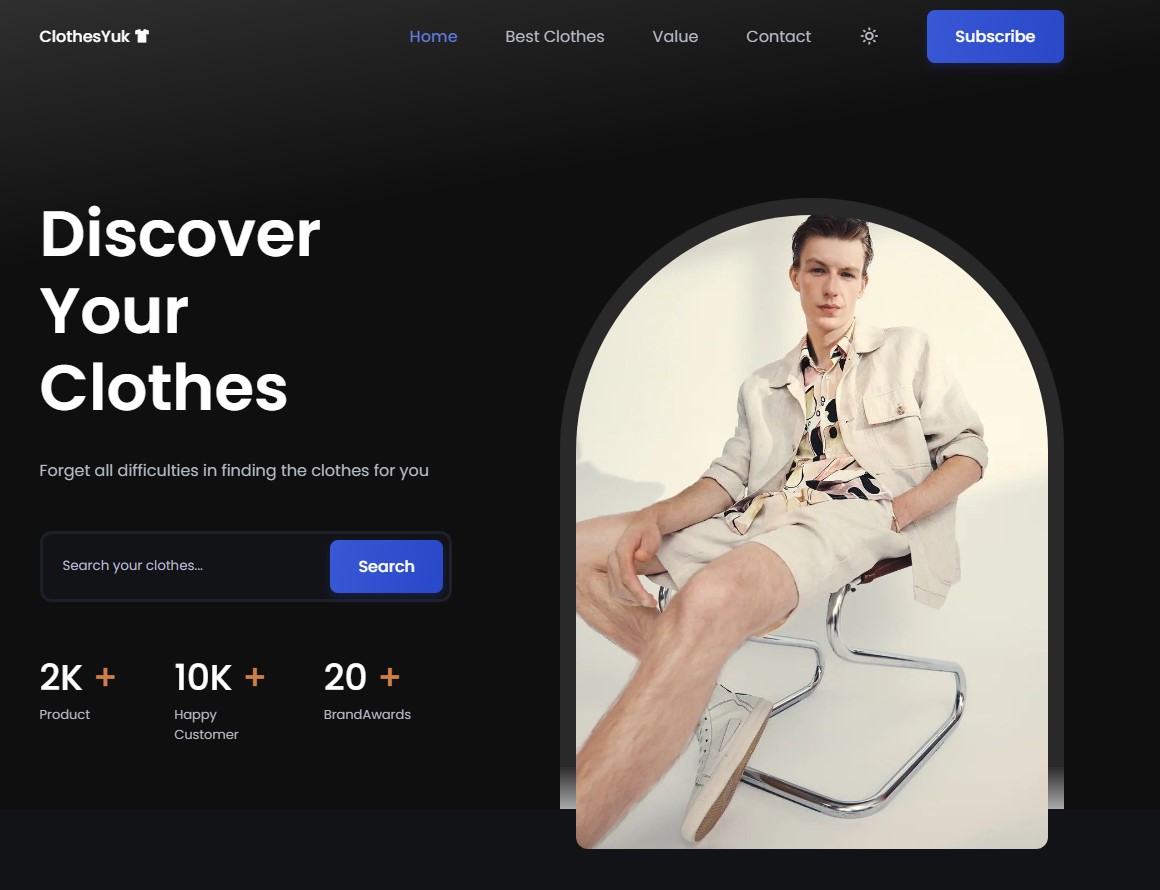 ClothesYuk
Home
Best Clothes
Value
Contact
Subscribe
Discover
Your
Clothes
Forget all difficulties in finding the clothes for you
Search your clothes...
Search
2K +
10K +
20 +
Product
Happy
Customer
BrandAwards